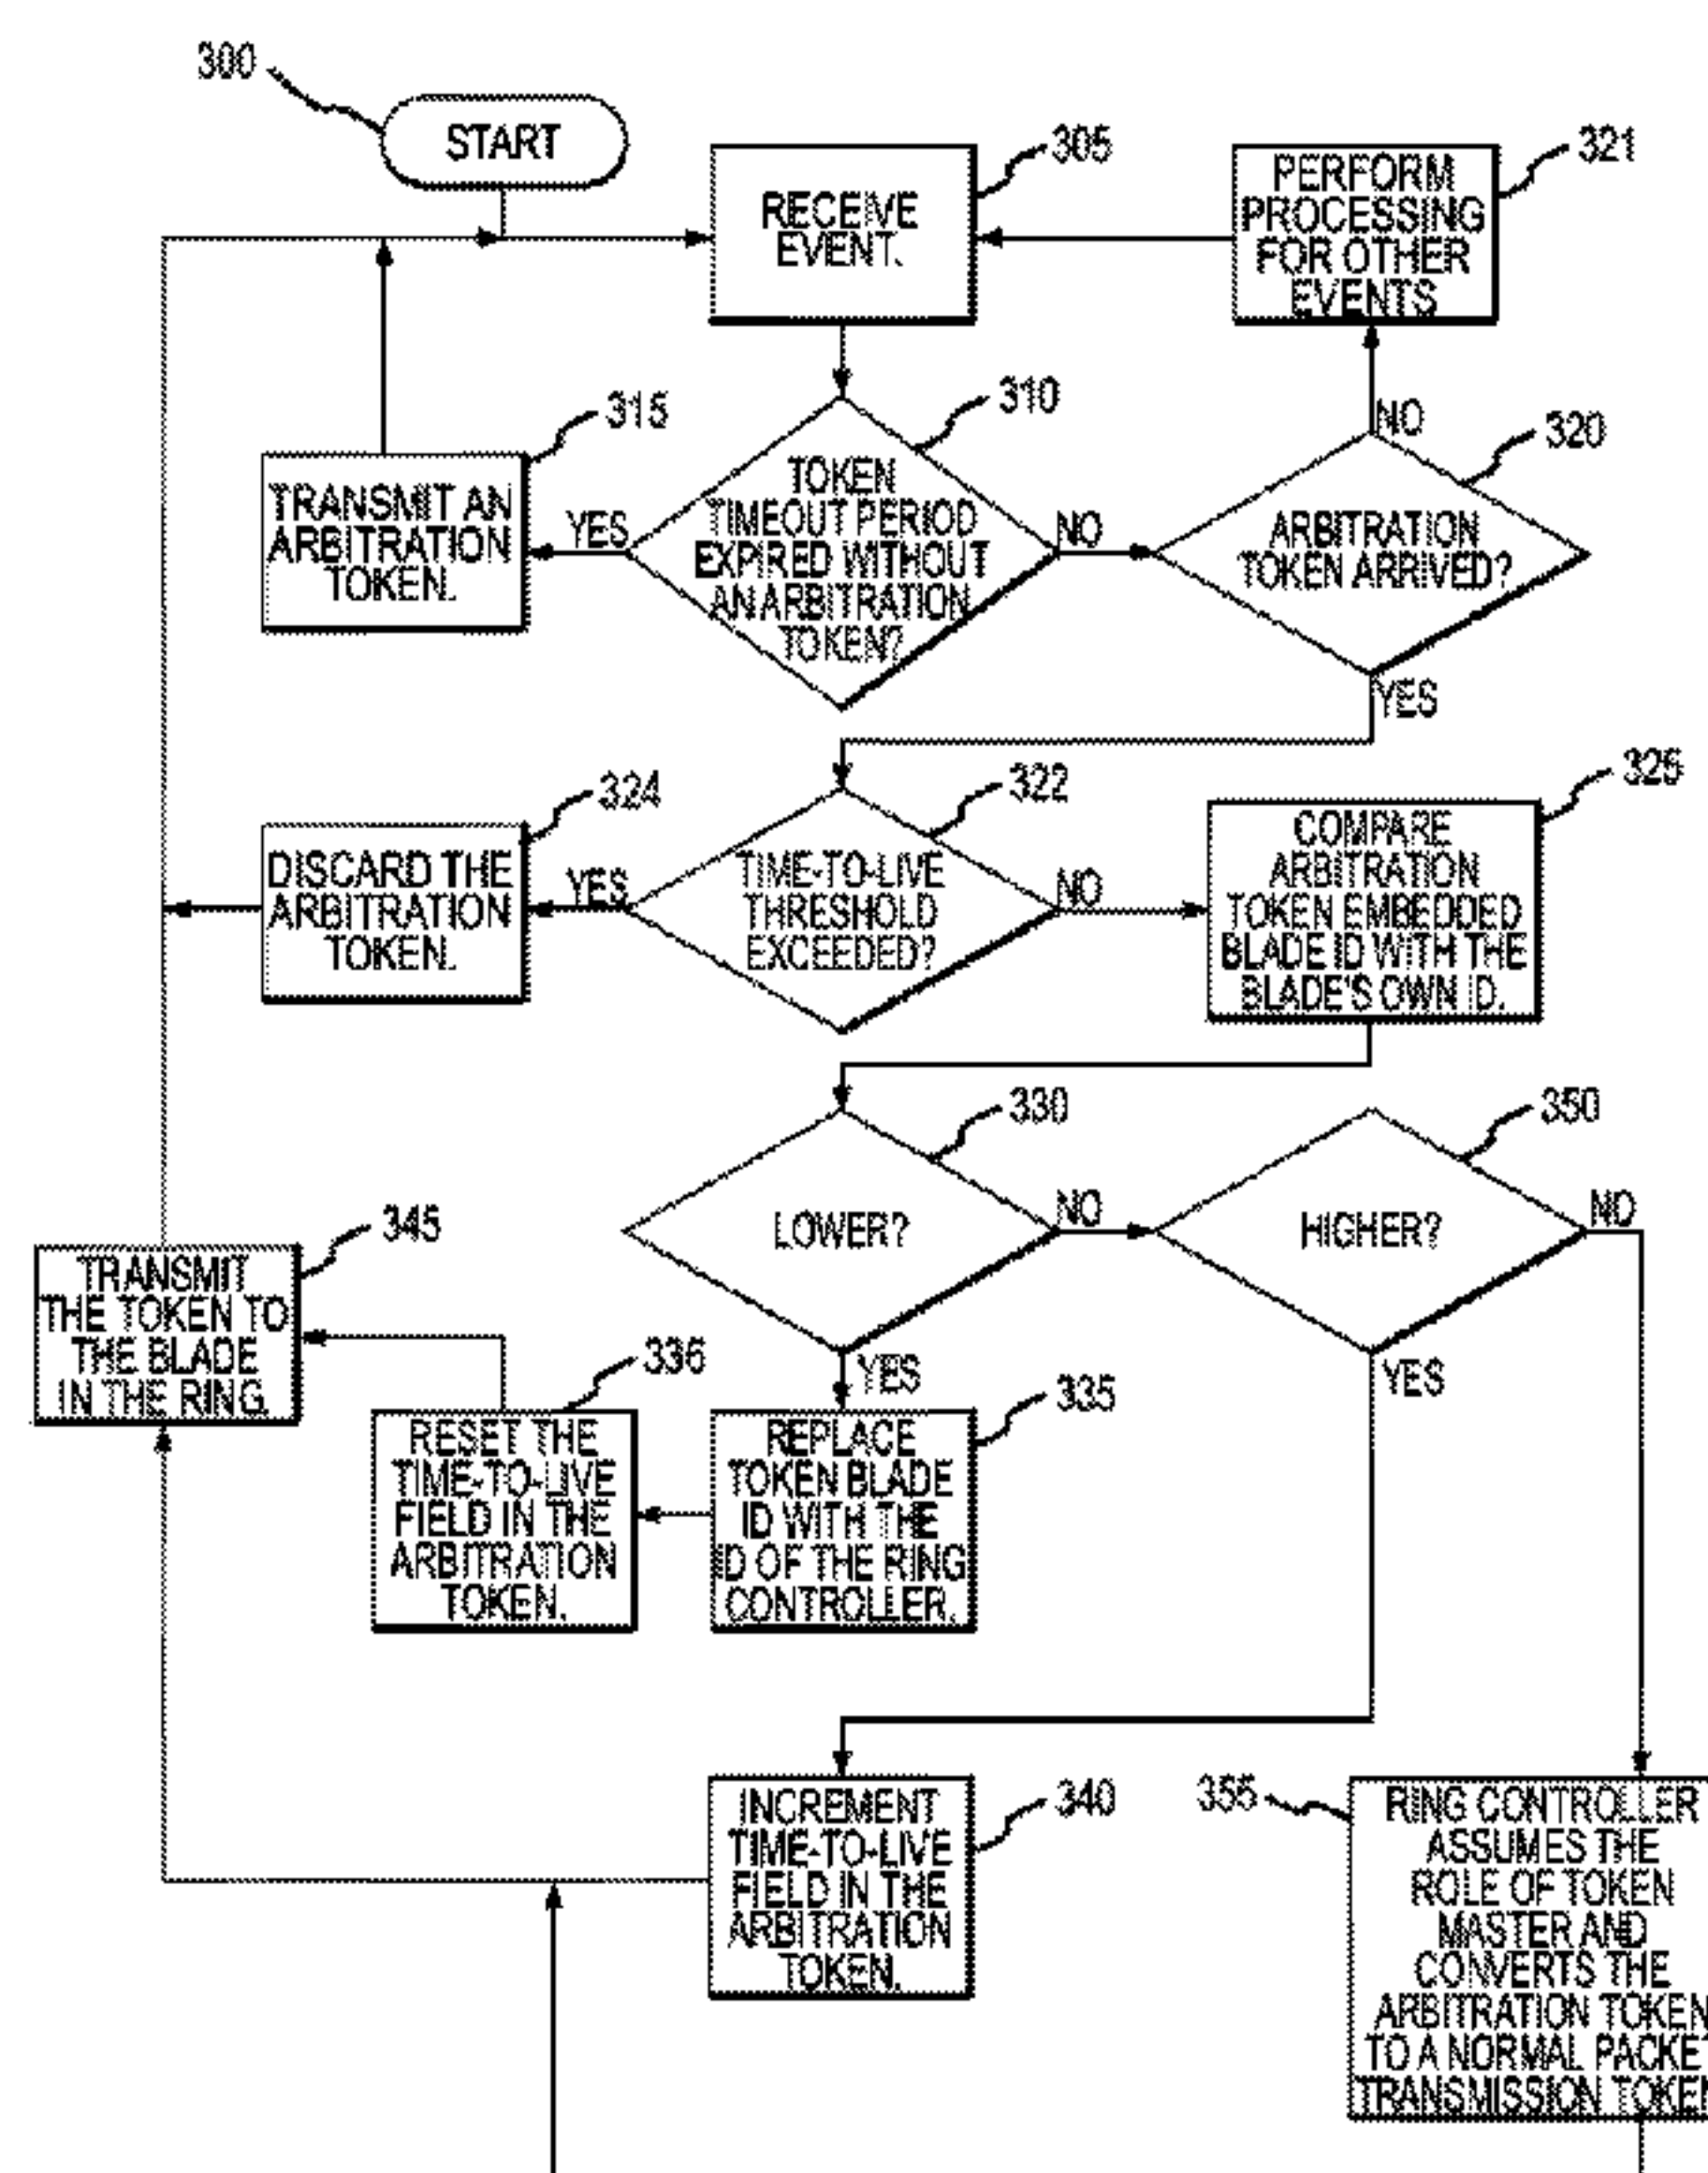 300
START
305
RECEIVE
EVENT.
321
PERFORM
PROCESSING
FOR OTHER
EVENTS
310
TOKEN
TIMEOUT PERIOD
EXPIRED WITHOUT
AN ARBITRATION
TOKEN?
315
TRANSMIT AN
ARBITRATION
TOKEN.
YES
NO
320
ARBITRATION
TOKEN ARRIVED?
NO
YES
322
TIME-TO-LIVE
THRESHOLD
EXCEEDED?
324
DISCARD THE
ARBITRATION
TOKEN.
YES
NO
325
COMPARE
ARBITRATION
TOKEN EMBEDDED
BLADE ID WITH THE
BLADE'S OWN ID.
330
LOWER?
NO
YES
350
HIGHER?
NO
YES
345
TRANSMIT
THE TOKEN TO
THE BLADE
IN THE RING.
336
RESET THE
TIME-TO-LIVE
FIELD IN THE
ARBITRATION
TOKEN.
335
REPLACE
TOKEN BLADE
ID WITH THE
ID OF THE RING
CONTROLLER.
340
INCREMENT
TIME-TO-LIVE
FIELD IN THE
ARBITRATION
TOKEN.
355
RING CONTROLLER
ASSUMES THE
ROLE OF TOKEN
MASTER AND
CONVERTS THE
ARBITRATION TOKEN
TO A NORMAL PACKET
TRANSMISSION TOKEN